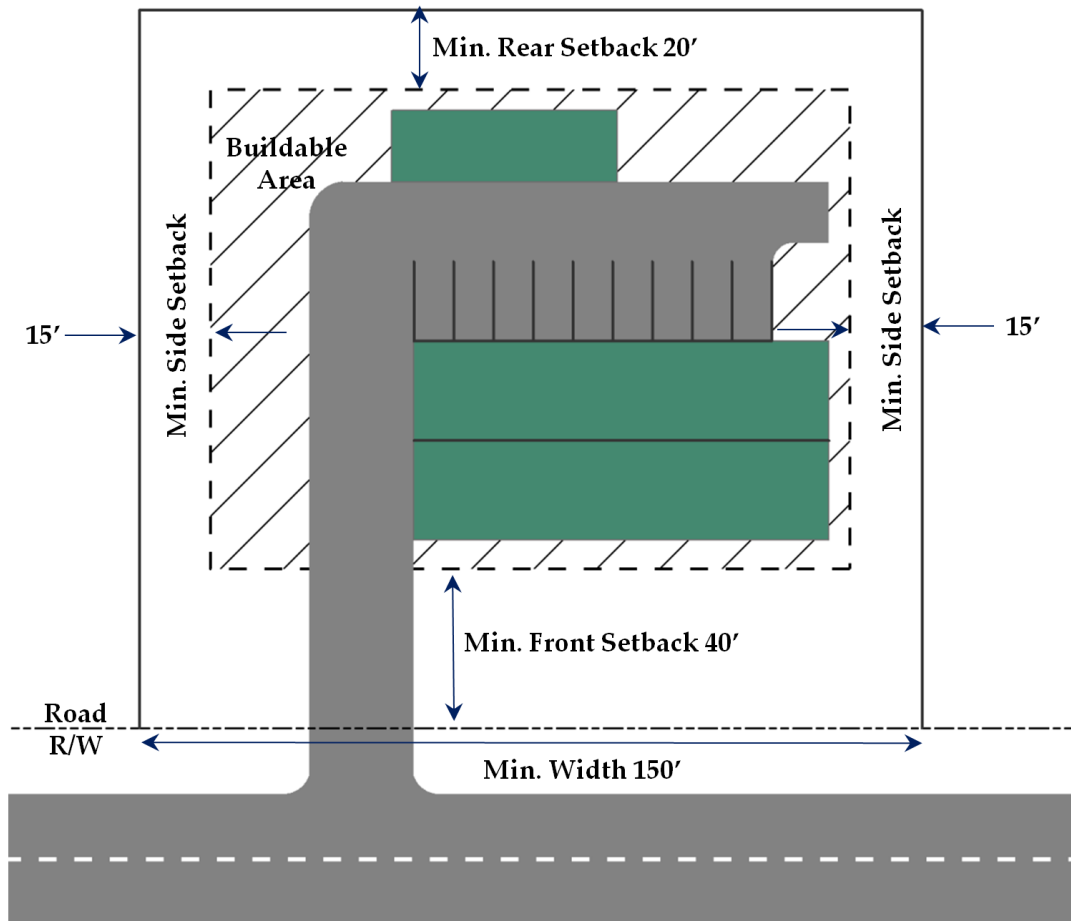 Min. Rear Setback 20’
Buildable
Area
Min. Side Setback
Min. Side Setback
15’
15’
Min. Front Setback 40’
Road
R/W
Min. Width 150’